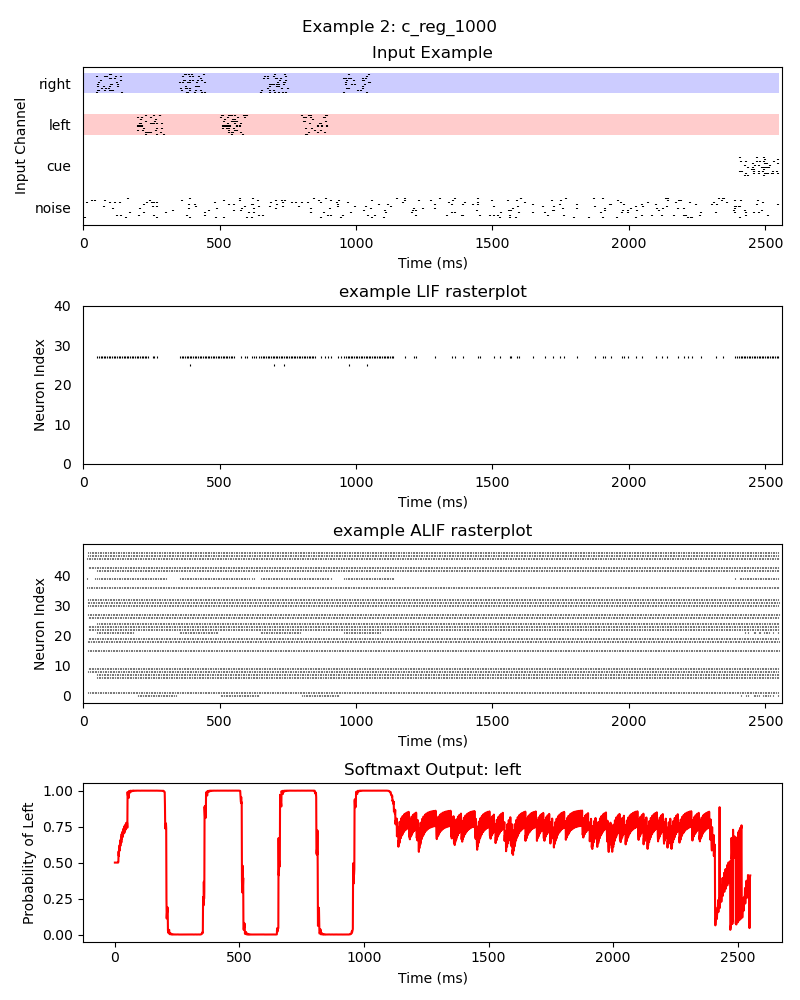 Example 2: c_reg_1000
Input Example
Input Channel
right
left
cue
noise
0 500 1000 1500 2000 2500
Time (ms)
example LIF rasterplot
Neuron Index
40
30
20
10
0
0 500 1000 1500 2000 2500
Time (ms)
example ALIF rasterplot
Neuron Index
40
30
20
10
0
0 500 1000 1500 2000 2500
Time (ms)
Softmaxt Output: left
Probability of Left
1.00
0.75
0.50
0.25
0.00
0 500 1000 1500 2000 2500
Time (ms)